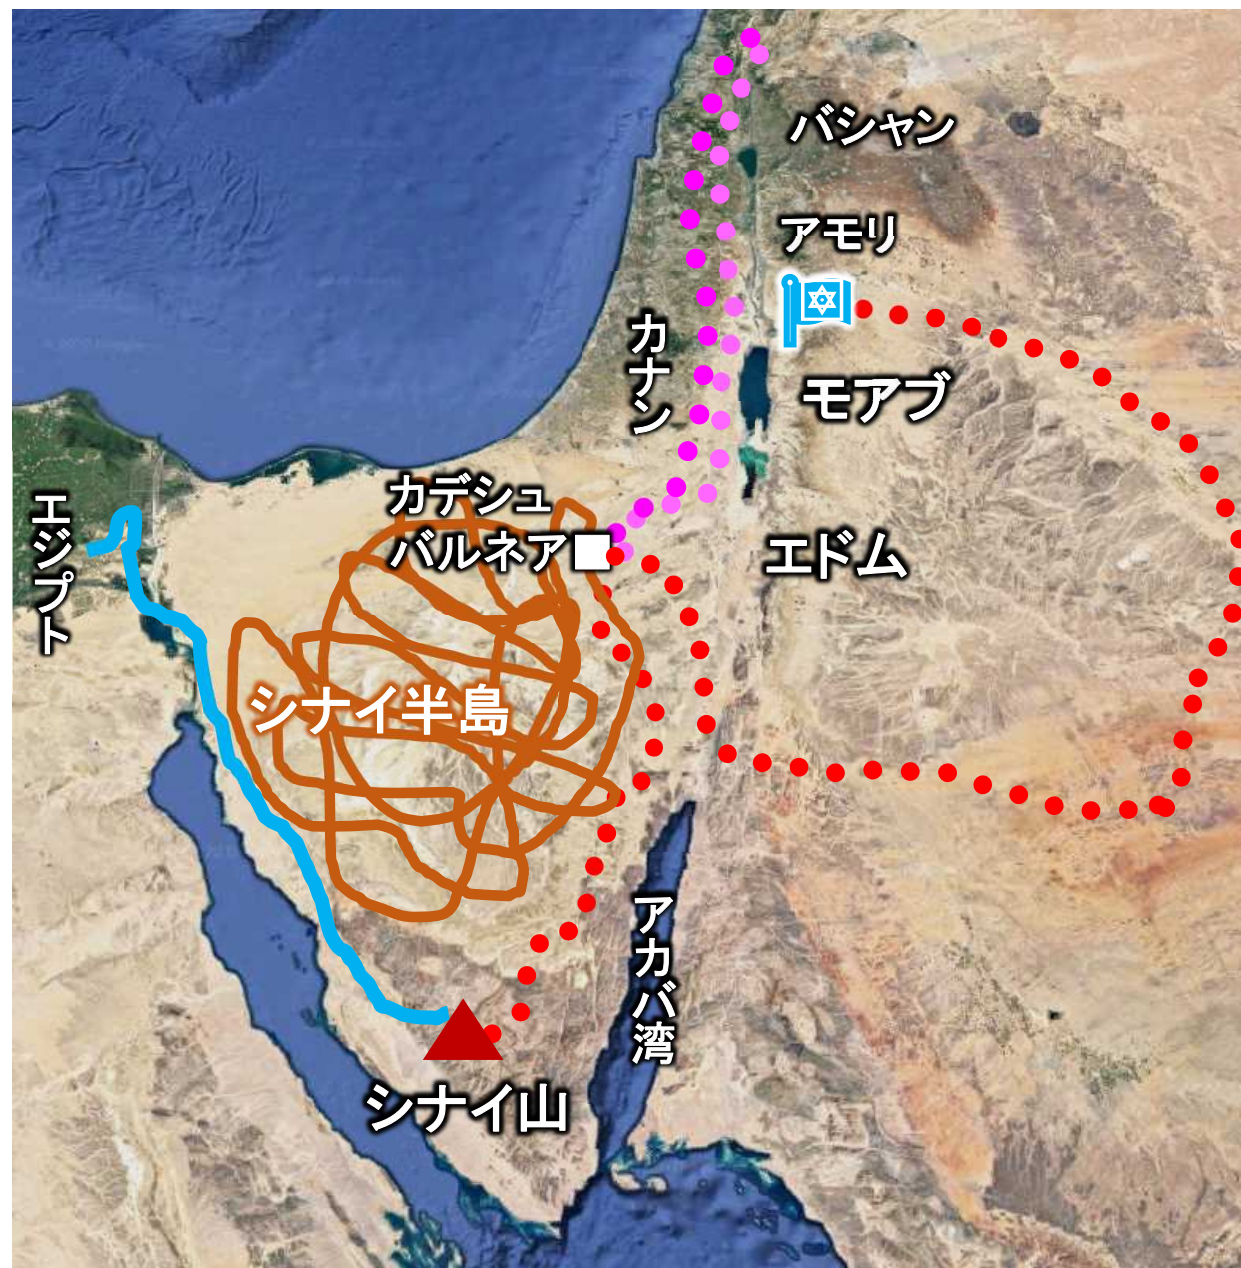 バシャン
アモリ
カナン
モアブ
カデシュ
バルネア
エジプト
エドム
シナイ半島
アカバ湾
シナイ山